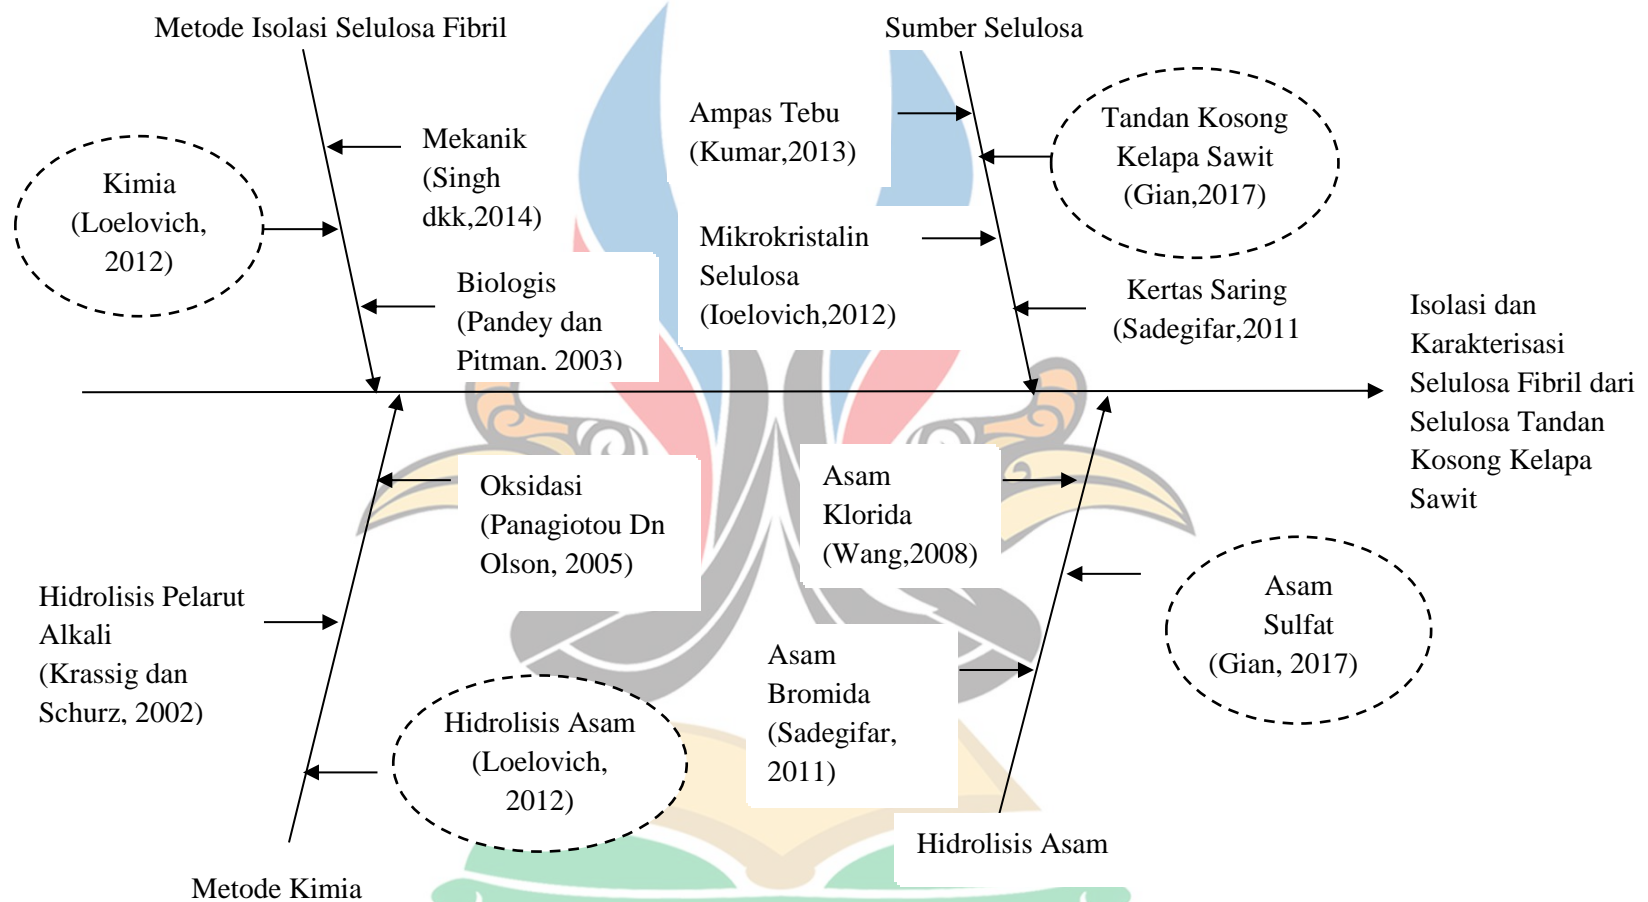 Metode Isolasi Selulosa Fibril
Sumber Selulosa
Kimia
(Loelovich,
2012)
Mekanik
(Singh
dkk,2014)
Biologis
(Pandey dan
Pitman, 2003)
Ampas Tebu
(Kumar,2013)
Tandan Kosong
Kelapa Sawit
(Gian,2017)
Mikrokristalin
Selulosa
(Ioelovich,2012)
Kertas Saring
(Sadegifar,2011
Isolasi dan
Karakterisasi
Selulosa Fibril dari
Selulosa Tandan
Kosong Kelapa
Sawit
Oksidasi
(Panagiotou Dn
Olson, 2005)
Hidrolisis Pelarut
Alkali
(Krassig dan
Schurz, 2002)
Hidrolisis Asam
(Loelovich,
2012)
Metode Kimia
Asam
Klorida
(Wang,2008)
Asam
Sulfat
(Gian, 2017)
Asam
Bromida
(Sadegifar,
2011)
Hidrolisis Asam